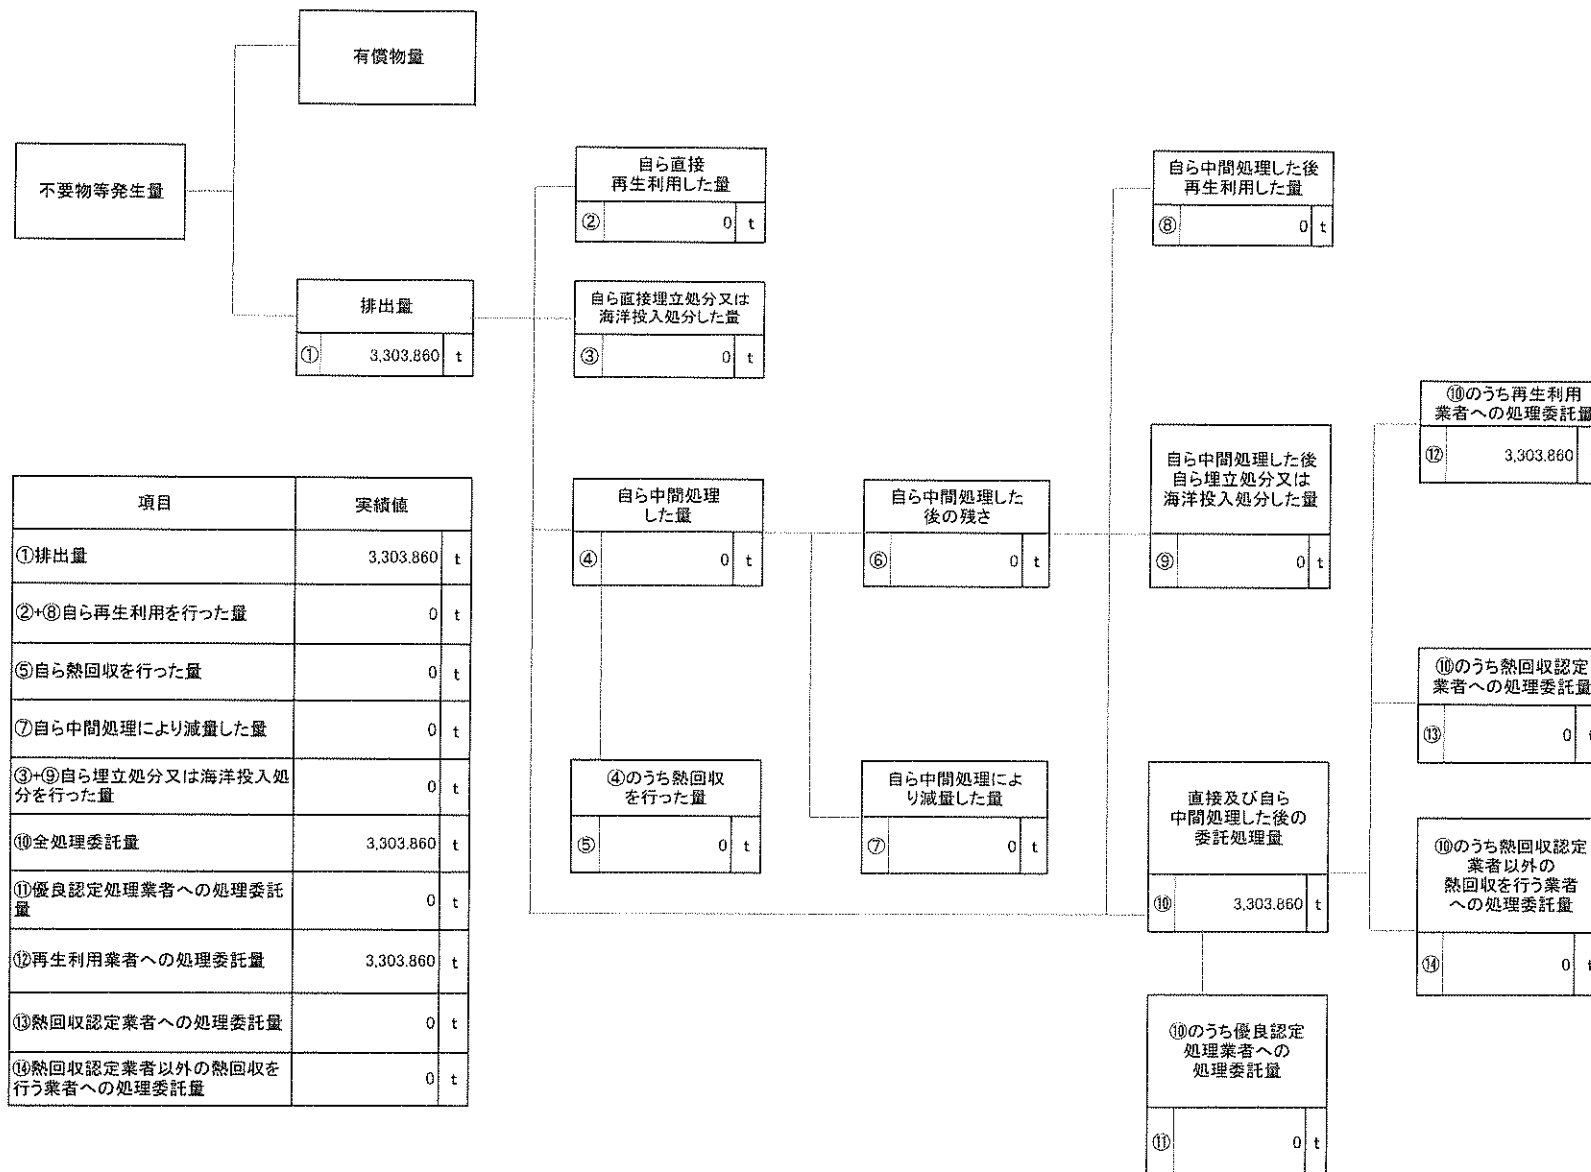 有償物量
不要物等発生量
排出量
① 3,303.860 t
自ら直接
再生利用した量
② 0 t
自ら直接埋立処分又は
海洋投入処分した量
③ 0 t
自ら中間処理
した量
④ 0 t
④のうち熱回収
を行った量
⑤ 0 t
自ら中間処理した
後の残さ
⑥ 0 t
自ら中間処理によ
り減量した量
⑦ 0 t
自ら中間処理した後
再生利用した量
⑧ 0 t
自ら中間処理した後
自ら埋立処分又は
海洋投入処分した量
⑨ 0 t
直接及び自ら
中間処理した後の
委託処理量
⑩ 3,303.860 t
⑩のうち優良認定
処理業者への
処理委託量
⑪ 0 t
⑩のうち再生利用
業者への処理委託量
⑫ 3,303.860
⑩のうち熱回収認定
業者への処理委託量
⑬ 0 t
⑩のうち熱回収認定
業者以外の
熱回収を行う業者
への処理委託量
⑭ 0 t
項目 実績値
①排出量 3,303.860 t
②+⑧自ら再生利用を行った量 0 t
⑤自ら熱回収を行った量 0 t
⑦自ら中間処理により減量した量 0 t
③+⑨自ら埋立処分又は海洋投入処
分を行った量 0 t
⑩全処理委託量 3,303.860 t
⑪優良認定処理業者への処理委託
量 0 t
⑫再生利用業者への処理委託量 3,303.860 t
⑬熱回収認定業者への処理委託量 0 t
⑭熱回収認定業者以外の熱回収を
行う業者への処理委託量 0 t